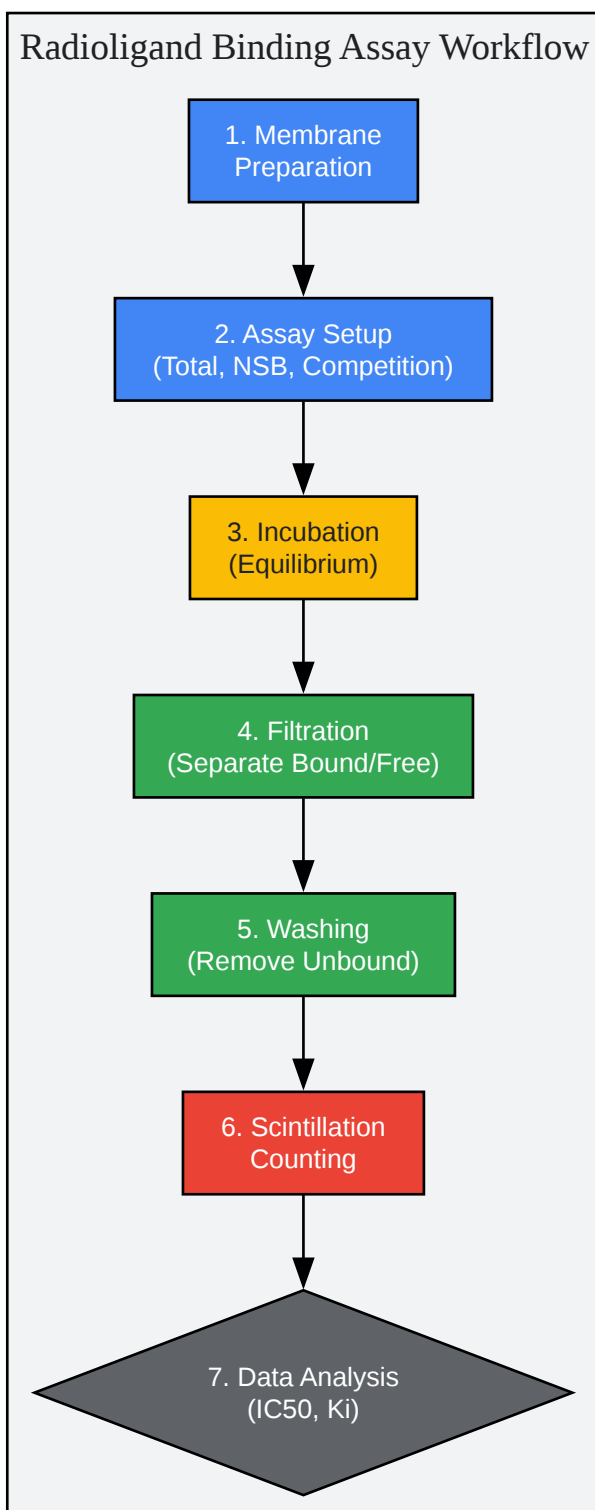 Radioligand Binding Assay Workflow
1. Membrane
Preparation
2. Assay Setup
(Total, NSB, Competition)
3. Incubation
(Equilibrium)
4. Filtration
(Separate Bound/Free)
5. Washing
(Remove Unbound)
6. Scintillation
Counting
7. Data Analysis
(IC50, Ki)